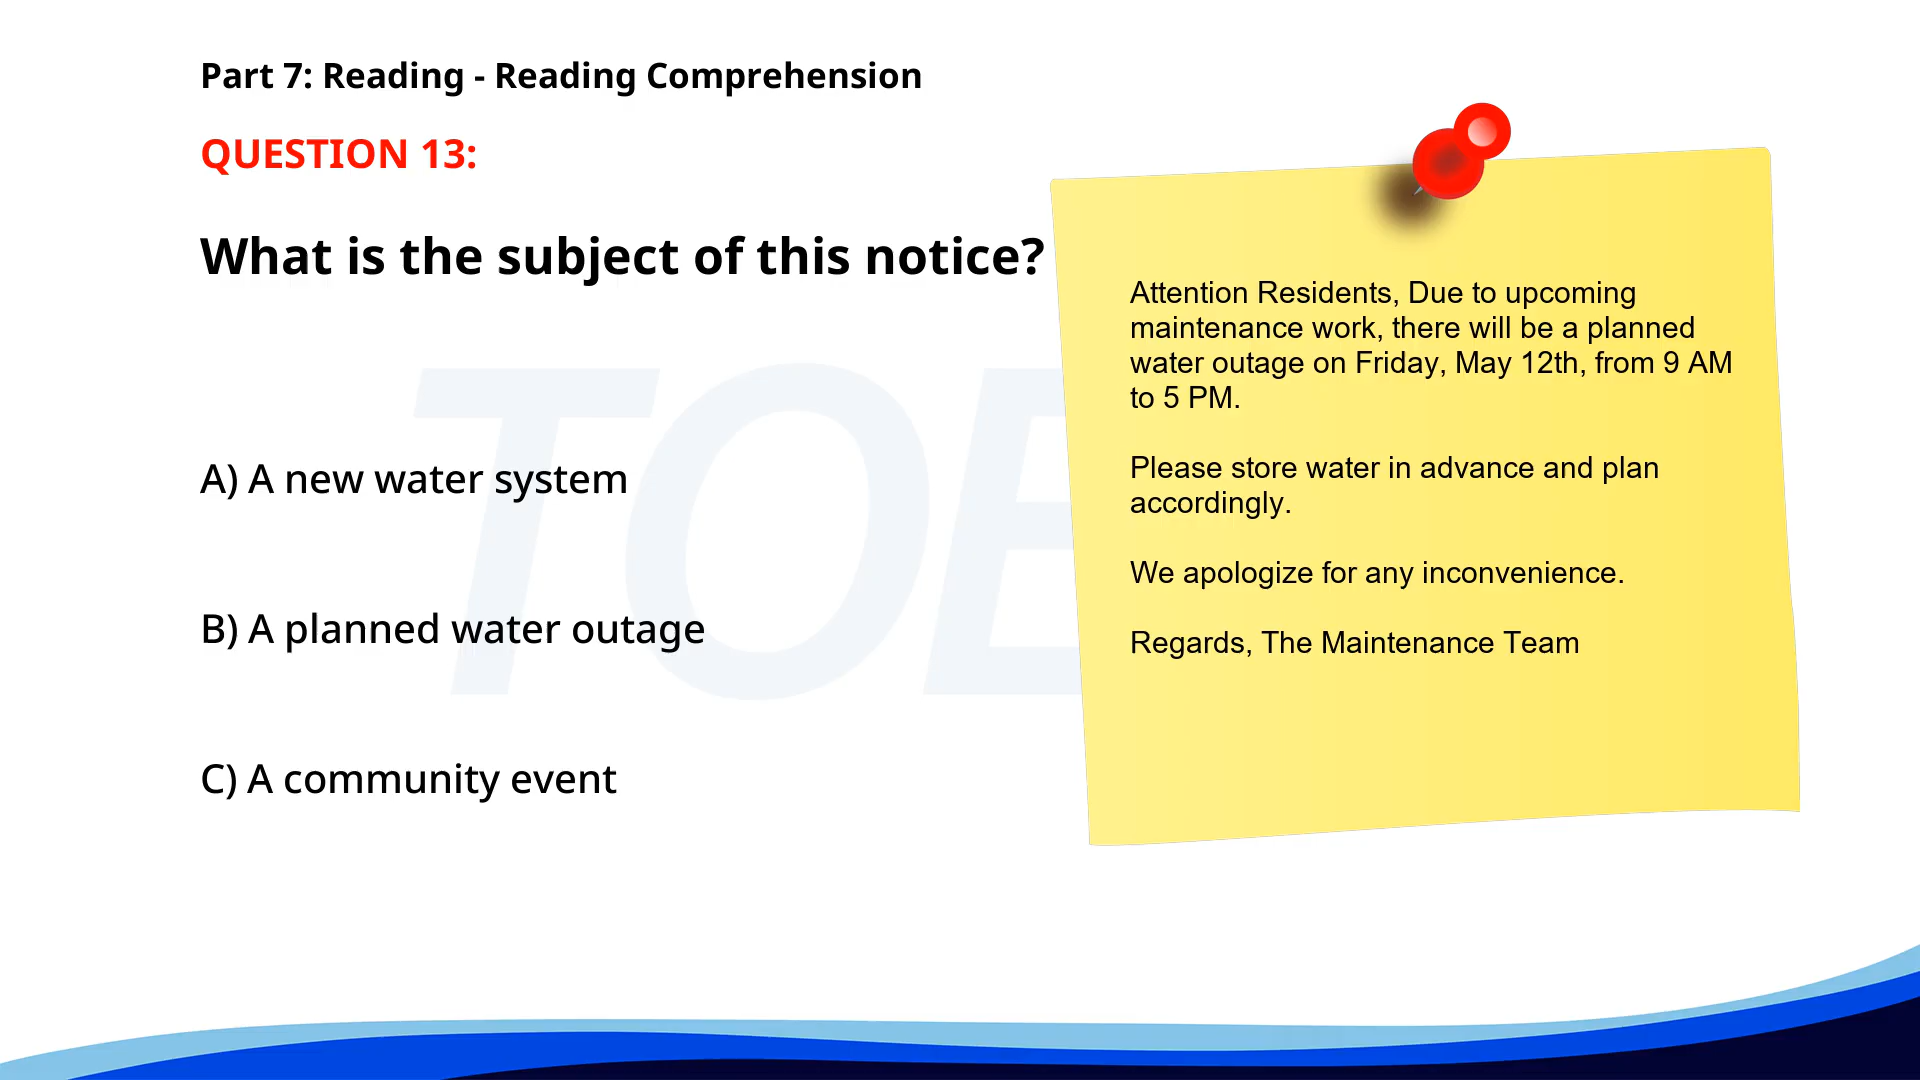 Part 7: Reading - Reading Comprehension
QUESTION 13:
What is the subject of this notice?
A) A new water system
B) A planned water outage
C) A community event
Attention Residents, Due to upcoming
maintenance work, there will be a planned
water outage on Friday, May 12th, from 9 AM
to 5 PM.
Please store water in advance and plan
accordingly.
We apologize for any inconvenience.
Regards, The Maintenance Team